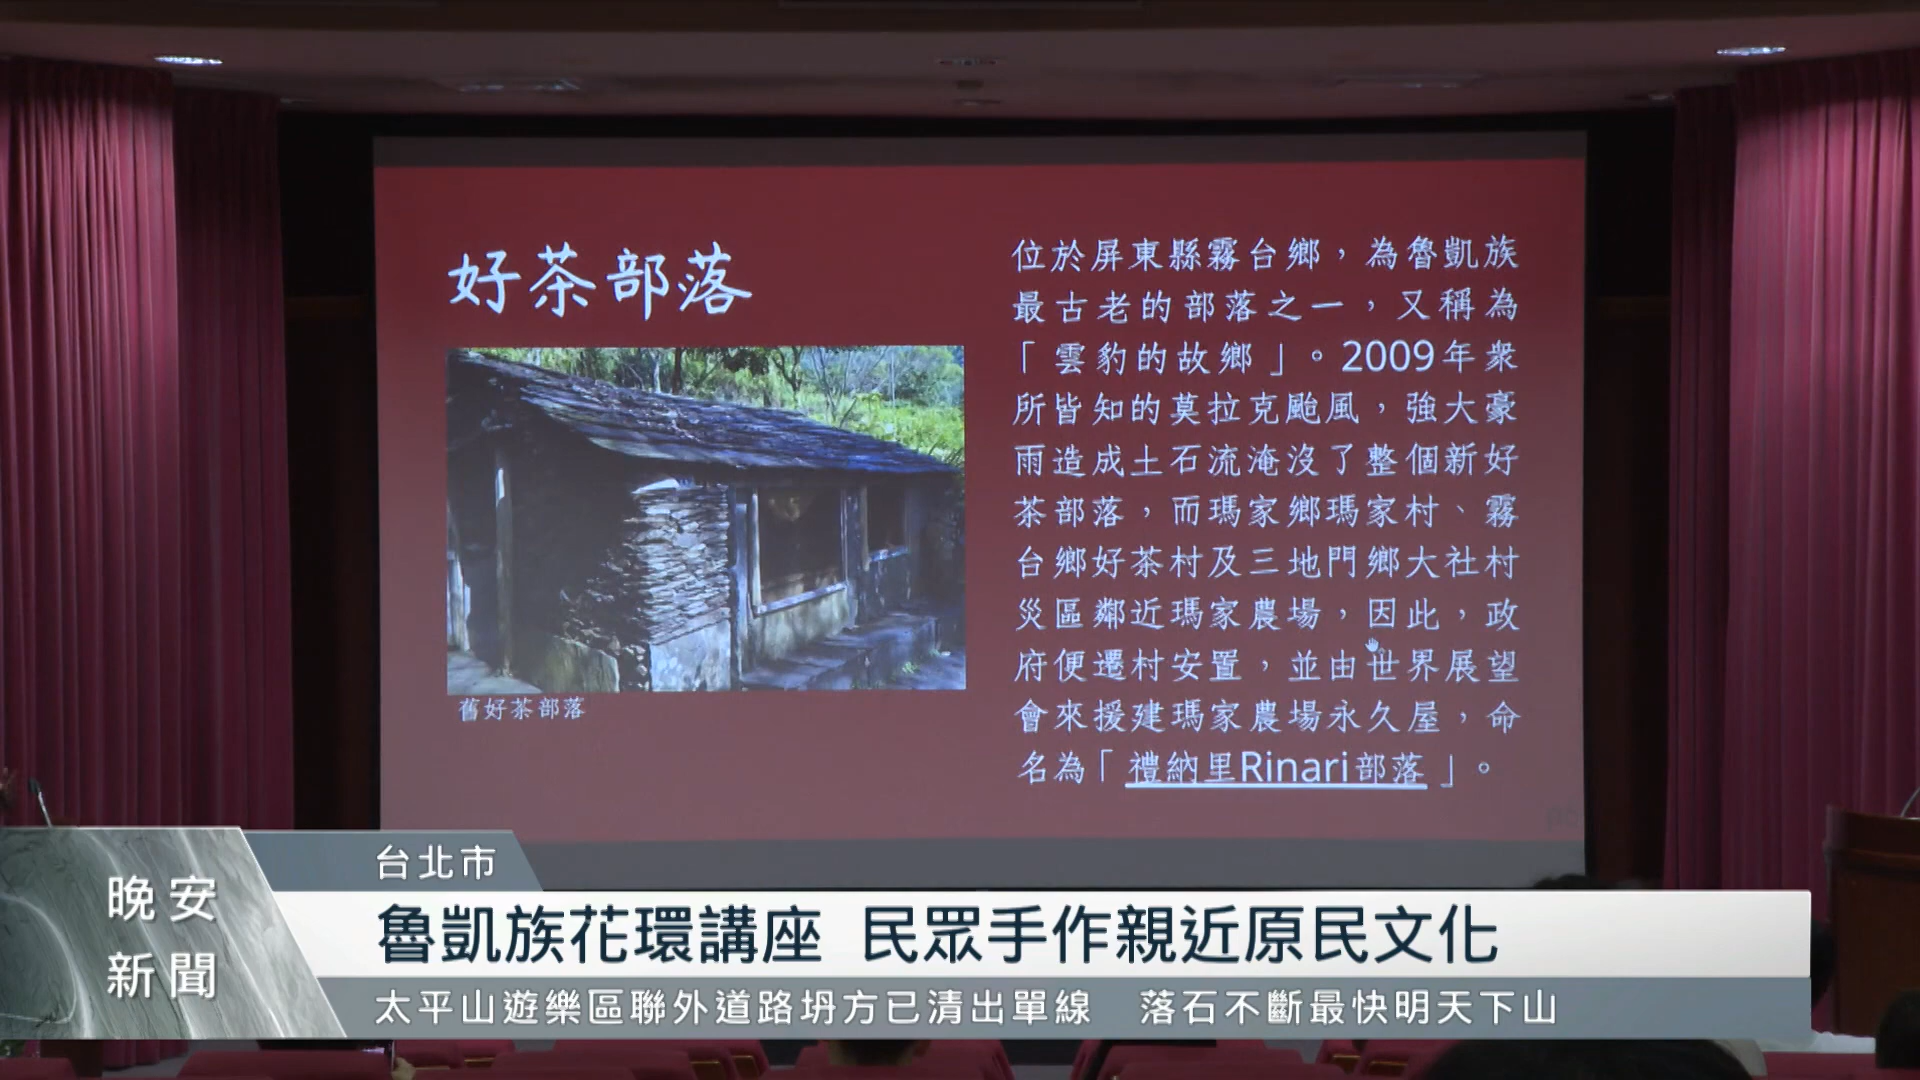 好茶部落
舊好茶部落
位於屏東縣霧台鄉，為魯凱族
最古老的部落之一，又稱為
「雲豹的故鄉」。2009年衆
所皆知的莫拉克颱風，強大豪
雨造成土石流淹沒了整個新好
茶部落，而瑪家鄉瑪家村、霧
台鄉好茶村及三地門鄉大社村
災區鄰近瑪家農場，因此，政
府便遷村安置，並由世界展望
會來援建瑪家農場永久屋，命
名為「禮納里Rinari部落」。
台北市
晚安
新聞
魯凱族花環講座 民眾手作親近原民文化
太平山遊樂區聯外道路坍方已清出單線 落石不斷最快明天下山